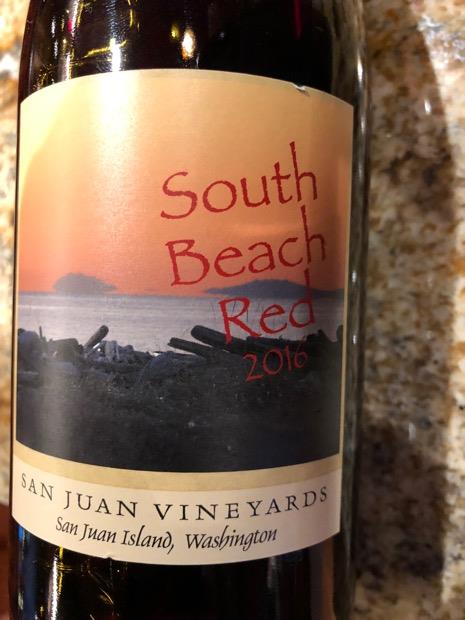 South
Beach
Red
2016
SAN JUAN VINEYARDS
San Juan Island, Washington